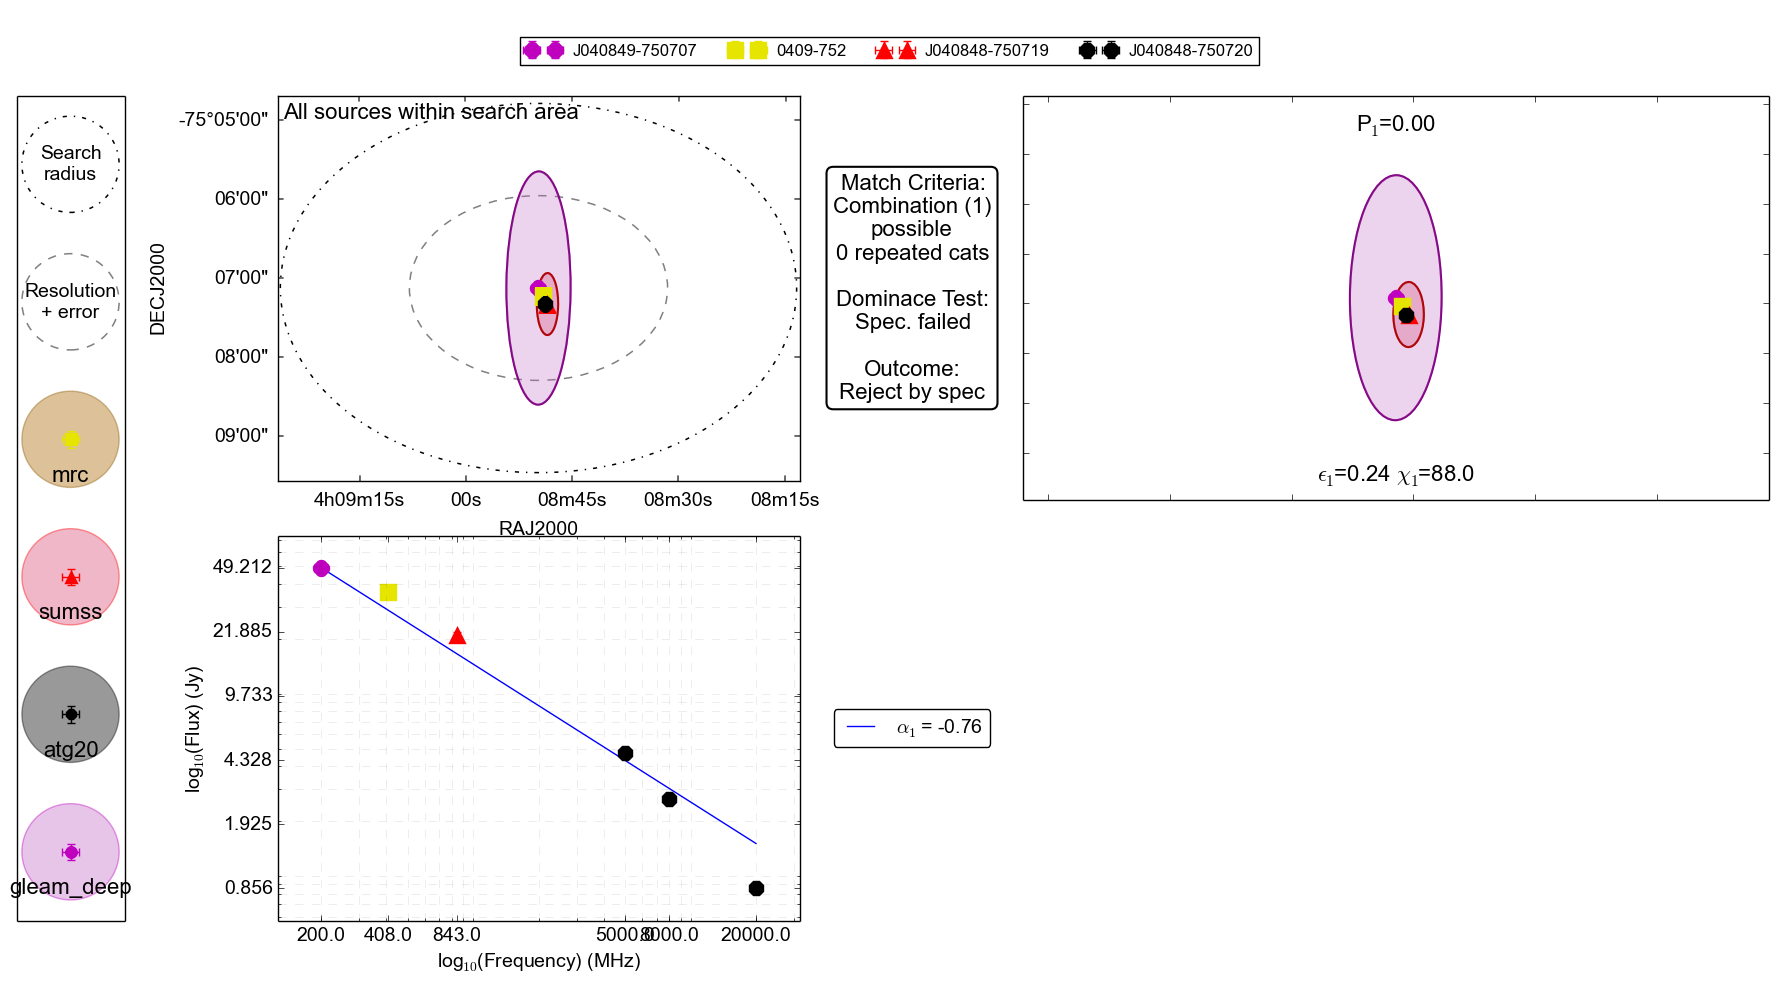 J040849-750707 0409-752 J040848-750719 J040848-750720
Search
radius
Resolution
+ error
mrc
sumss
atg20
gleam_deep
All sources within search area
DECJ2000
-75°05'00"
06'00"
07'00"
08'00"
09'00"
4h09m15s 00s 08m45s 08m30s 08m15s
RAJ2000
Match Criteria:
Combination (1)
possible
0 repeated cats
Dominace Test:
Spec. failed
Outcome:
Reject by spec
P₁=0.00
ϵ₁=0.24 χ₁=88.0
log₁₀(Flux) (Jy)
49.212
21.885
9.733
4.328
1.925
0.856
200.0 408.0 843.0 5000.0 8000.0 20000.0
log₁₀(Frequency) (MHz)
α₁ = -0.76